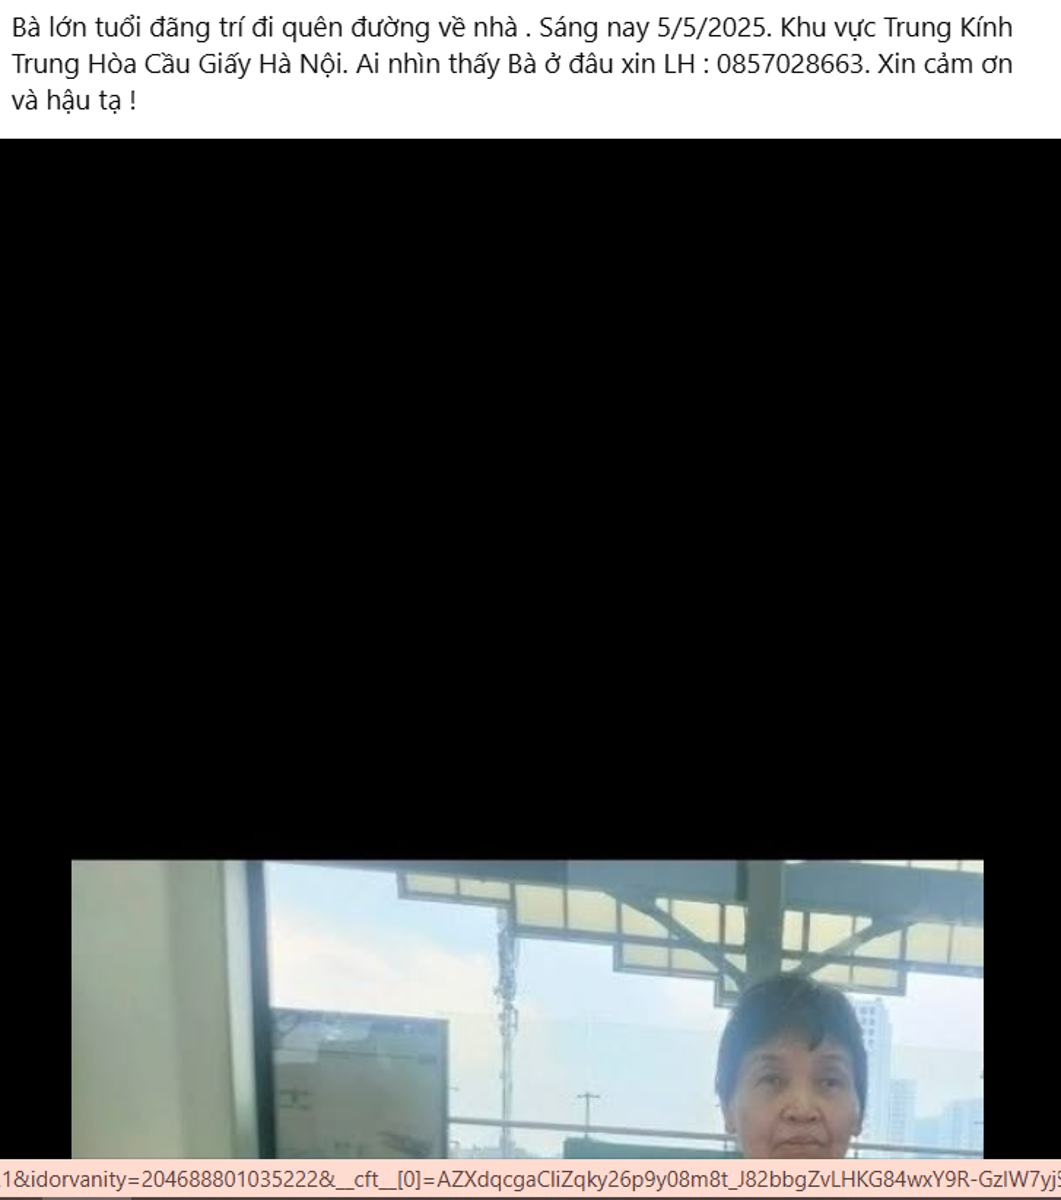 Bà lớn tuổi đãng trí đi quên đường về nhà . Sáng nay 5/5/2025. Khu vực Trung Kính
Trung Hòa Cầu Giấy Hà Nội. Ai nhìn thấy Bà ở đâu xin LH : 0857028663. Xin cảm ơn
và hậu tạ !
1&idorvanity=2046888010352​22&__cft__[0]=AZXdqcgaCliZqky26p9y08m8t_J82bbgZvLHKG84wxY9R-GzlW7yj